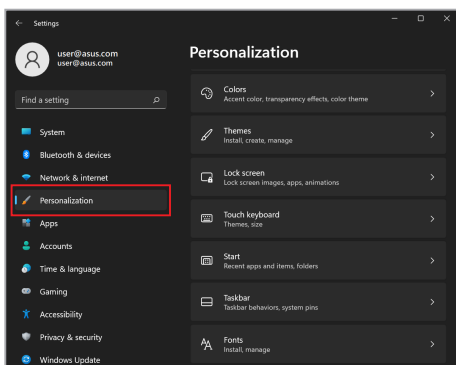 Settings
user@asus.com
user@asus.com
Find a setting
System
Bluetooth & devices
Network & internet
Personalization
Apps
Accounts
Time & language
Gaming
Accessibility
Privacy & security
Windows Update
Personalization
Colors
Accent color, transparency effects, color theme
Themes
Install, create, manage
Lock screen
Lock screen images, apps, animations
Touch keyboard
Themes, size
Start
Recent apps and items, folders
Taskbar
Taskbar behaviors, system pins
Fonts
Install, manage